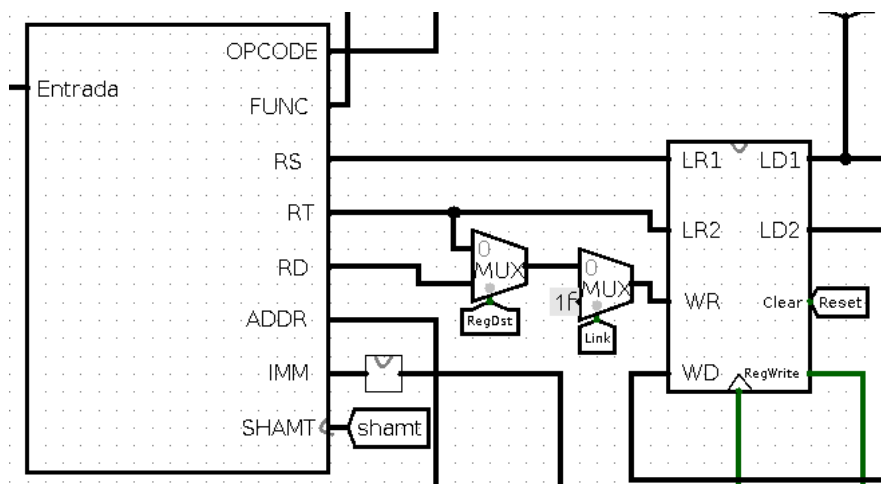 OPCODE
Entrada
FUNC
RS
LR1
LD1
RT
LR2
LD2
0
MUX
RD
0
MUX
1f
WR
Clear
Reset
RegDst
ADDR
Link
IMM
WD
RegWrite
SHAMT
shamt